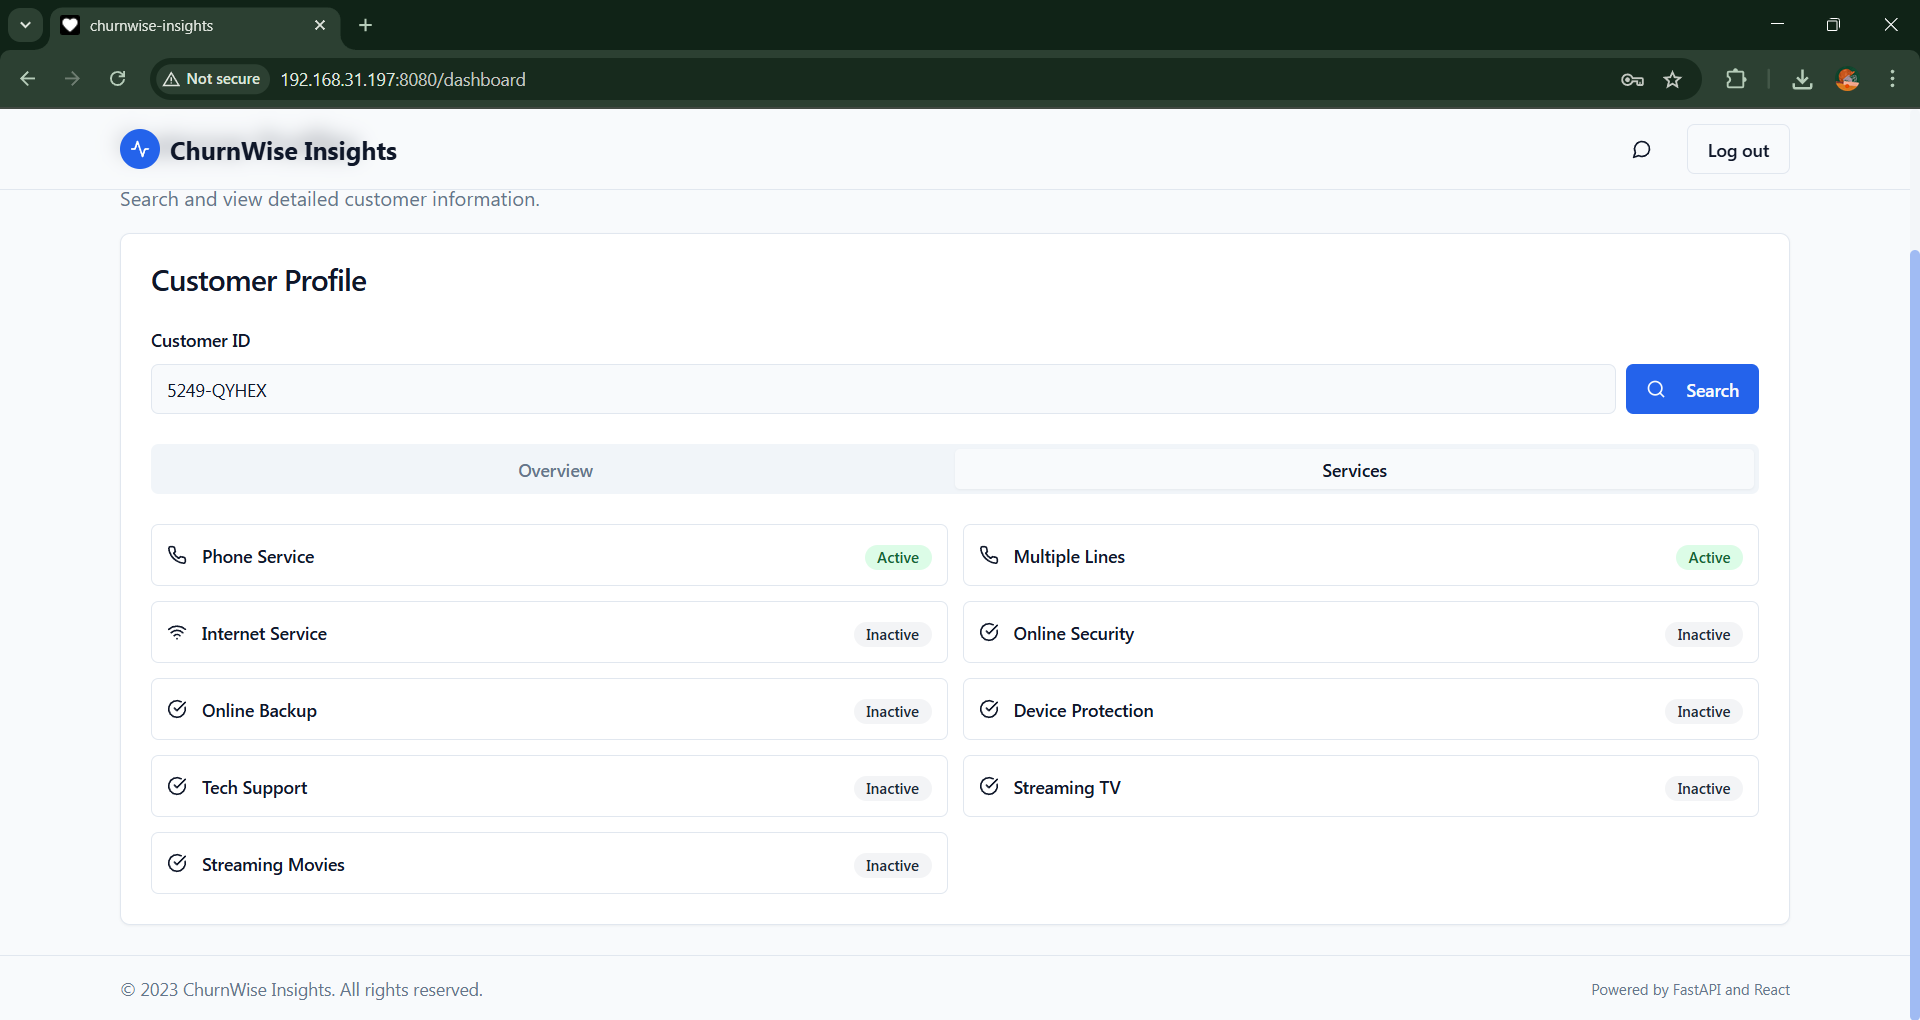 churnwise-insights
Not secure 192.168.31.197:8080/dashboard
ChurnWise Insights
Log out
Search and view detailed customer information.
Customer Profile
Customer ID
5249-QYHEX
Search
Overview
Services
Phone Service Active
Multiple Lines Active
Internet Service Inactive
Online Security Inactive
Online Backup Inactive
Device Protection Inactive
Tech Support Inactive
Streaming TV Inactive
Streaming Movies Inactive
© 2023 ChurnWise Insights. All rights reserved.
Powered by FastAPI and React